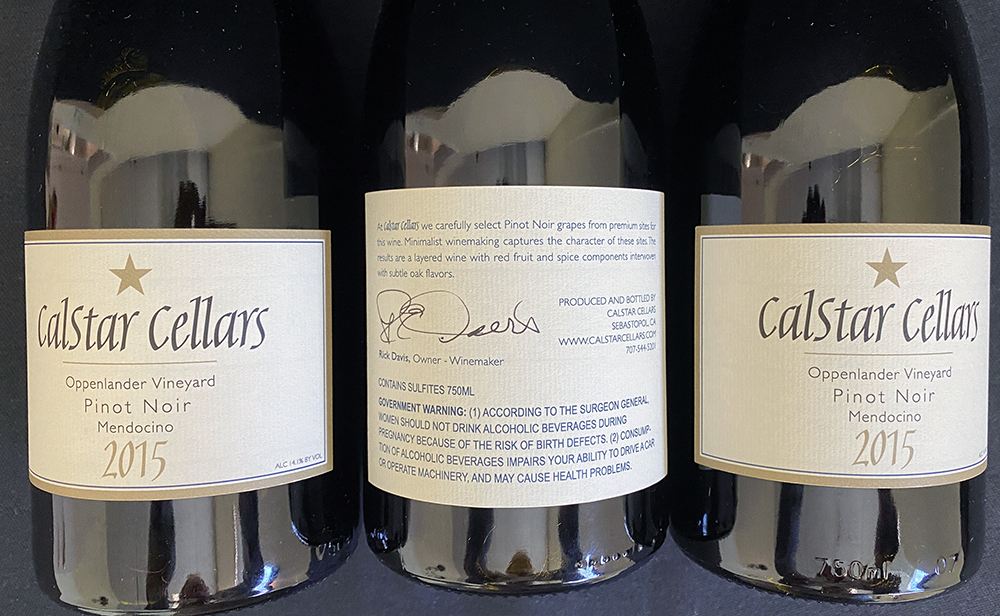 CalStar Cellars
Oppenlander Vineyard
Pinot Noir
Mendocino
2015
ALC 14.1% BY VOL
At CalStar Cellars we carefully select Pinot Noir grapes from premium sites for
this wine. Minimalist winemaking captures the character of these sites. The
results are a layered wine with red fruit and spice components interwoven
with subtle oak flavors.
PRODUCED AND BOTTLED BY
CALSTAR CELLARS
SEBASTOPOL, CA
WWW.CALSTARCELLARS.COM
707-544-5201
Rick Davis, Owner - Winemaker
CONTAINS SULFITES 750ML
GOVERNMENT WARNING: (1) ACCORDING TO THE SURGEON GENERAL,
WOMEN SHOULD NOT DRINK ALCOHOLIC BEVERAGES DURING
PREGNANCY BECAUSE OF THE RISK OF BIRTH DEFECTS. (2) CONSUMP-
TION OF ALCOHOLIC BEVERAGES IMPAIRS YOUR ABILITY TO DRIVE A CAR
OR OPERATE MACHINERY, AND MAY CAUSE HEALTH PROBLEMS.
CalStar Cellars
Oppenlander Vineyard
Pinot Noir
Mendocino
2015
750ml 07